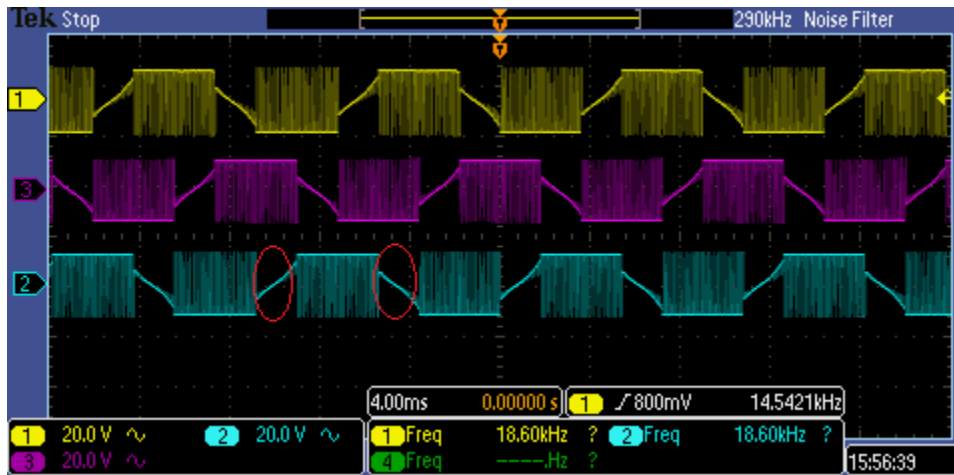 Tek Stop
290kHz Noise Filter
1
3
2
4.00ms 0.00000 s 1 800mV 14.5421kHz
1 20.0 V 2 20.0 V 1 Freq 18.60kHz ? 2 Freq 18.60kHz ?
3 20.0 V 4 Freq ----.Hz ? 15:56:39